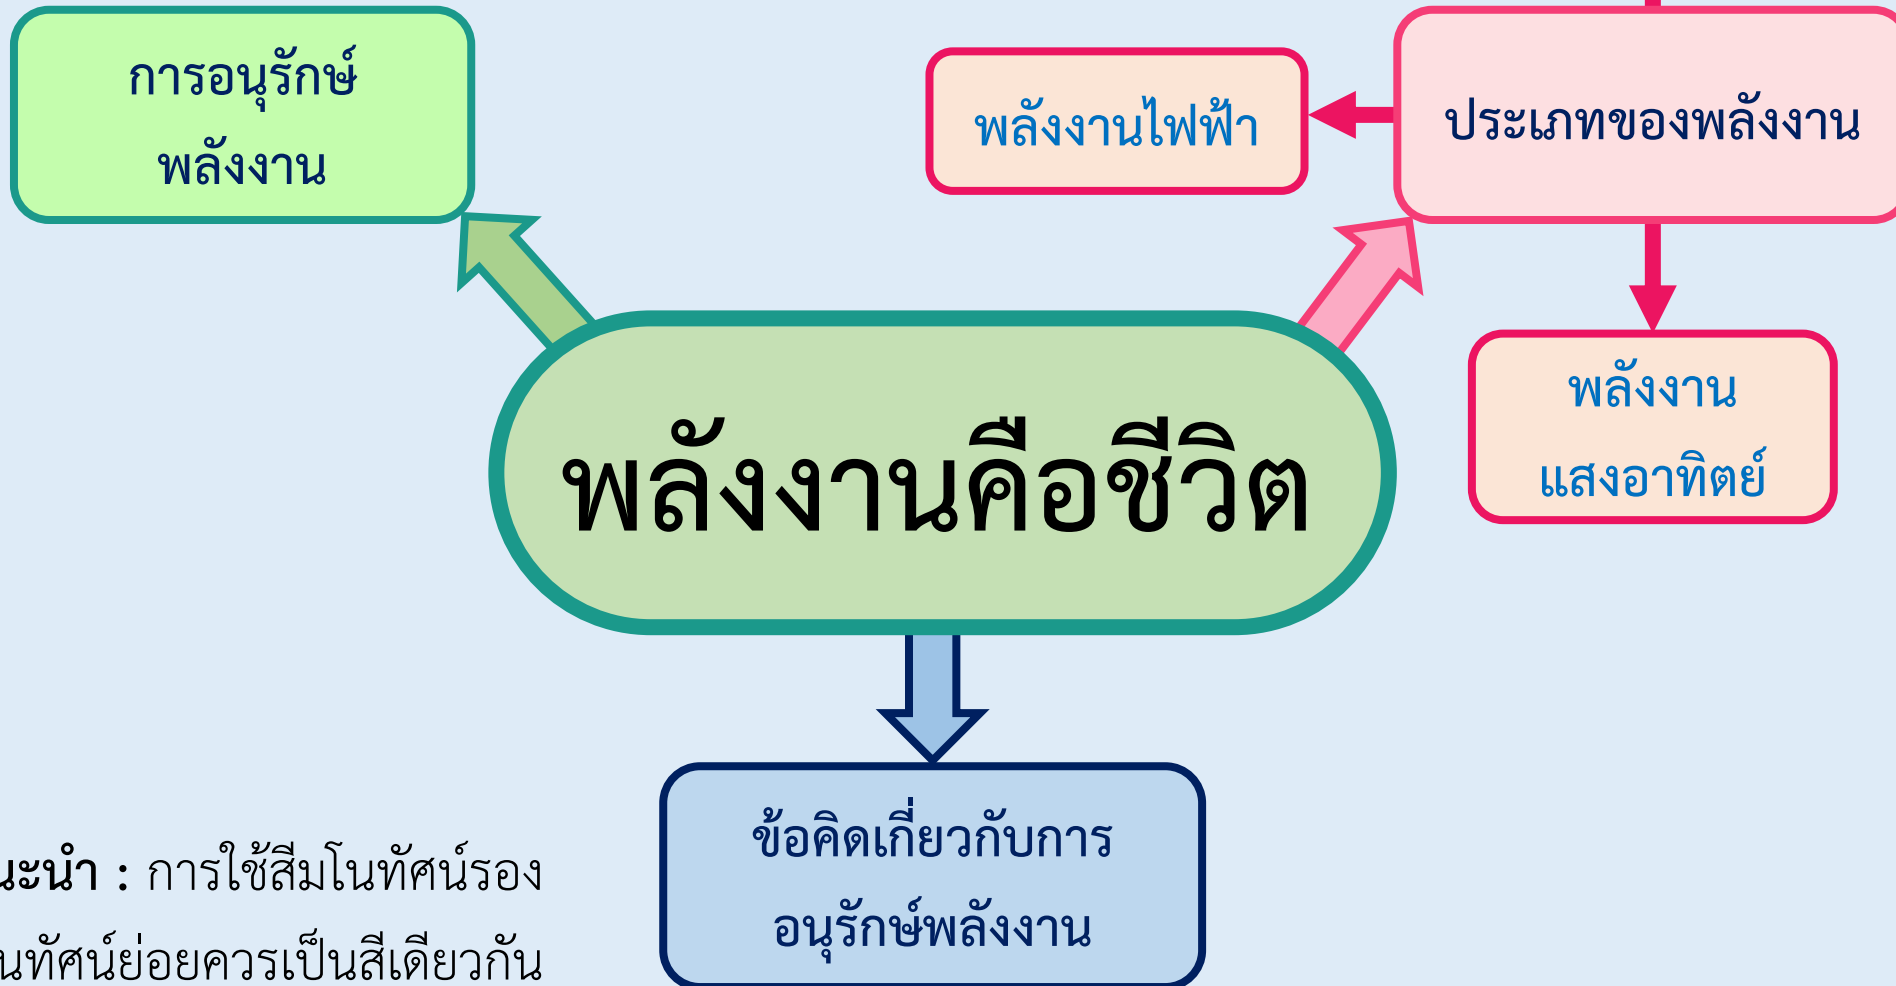 การอนุรักษ์
พลังงาน
พลังงานไฟฟ้า
ประเภทของพลังงาน
พลังงาน
แสงอาทิตย์
พลังงานคือชีวิต
ข้อคิดเกี่ยวกับการ
อนุรักษ์พลังงาน
นะนำ : การใช้สีมโนทัศน์รอง
นทัศน์ย่อยควรเป็นสีเดียวกัน